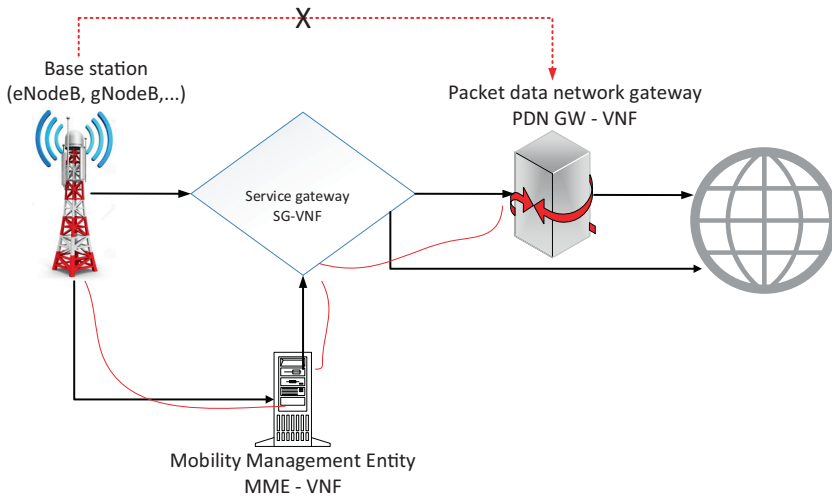 X
Base station
(eNodeB, gNodeB,...)
Packet data network gateway
PDN GW - VNF
Service gateway
SG-VNF
Mobility Management Entity
MME - VNF